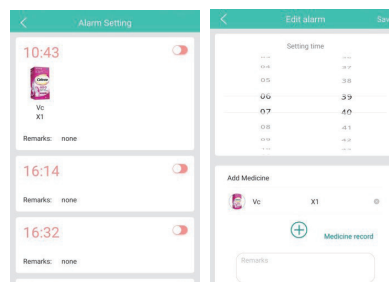 Alarm Setting
10:43
Vc
X1
Remarks: none
16:14
Remarks: none
16:32
Remarks: none
Edit alarm
Save
Setting time
05 38
06 39
07 40
08 41
Add Medicine
Vc X1
Medicine record
Remarks